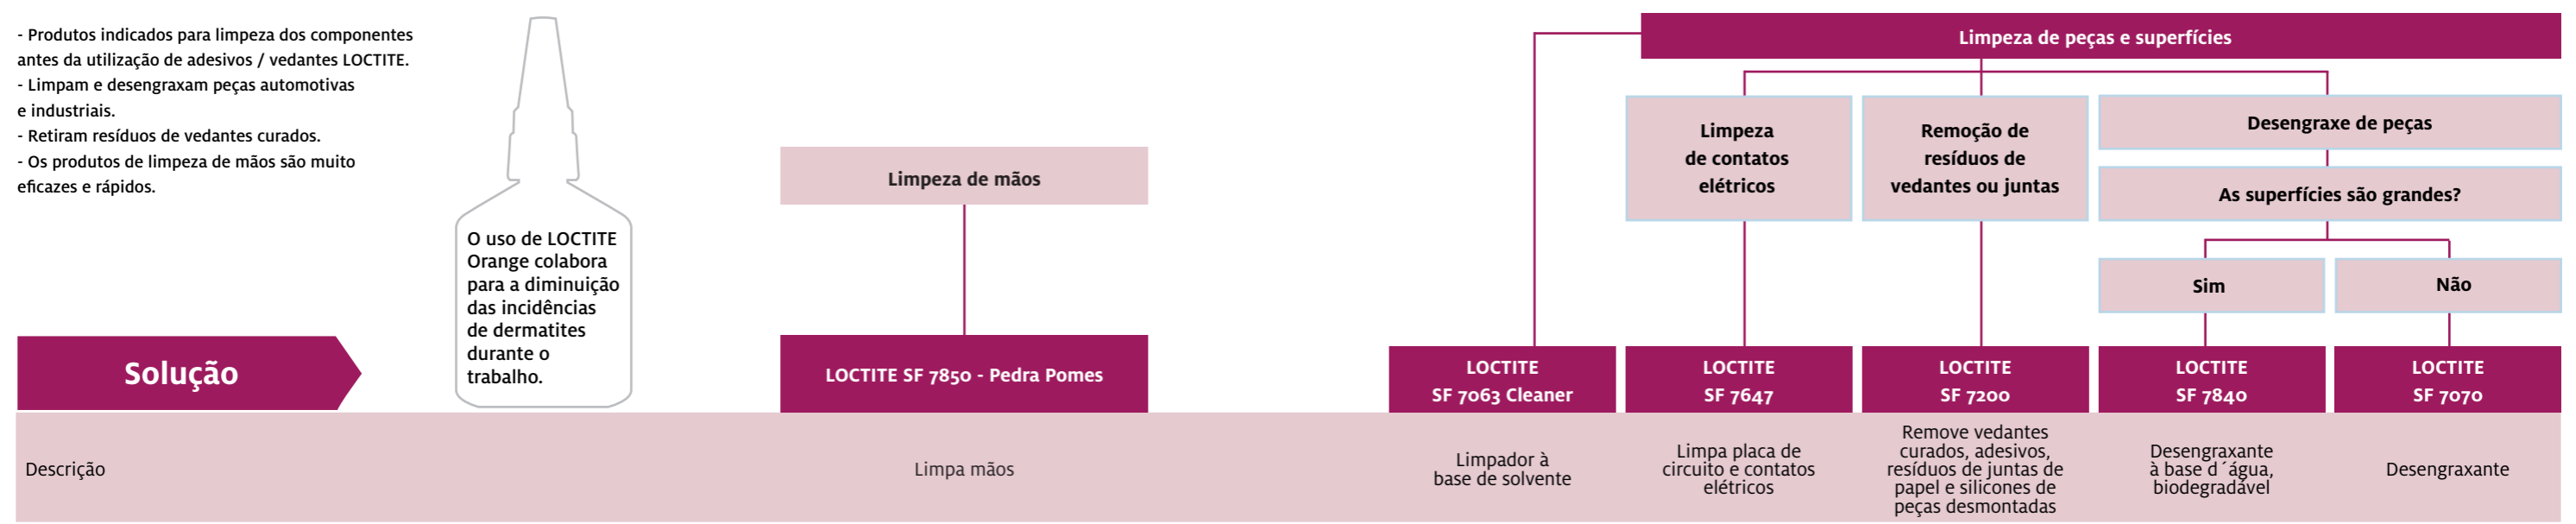 - Produtos indicados para limpeza dos componentes
antes da utilização de adesivos / vedantes LOCTITE.
- Limpam e desengraxam peças automotivas
e industriais.
- Retiram resíduos de vedantes curados.
- Os produtos de limpeza de mãos são muito
eficazes e rápidos.
O uso de LOCTITE
Orange colabora
para a diminuição
das incidências
de dermatites
durante o
trabalho.
Limpeza de mãos
LOCTITE SF 7850 - Pedra Pomes
Limpeza de peças e superfícies
Limpeza
de contatos
elétricos
Remoção de
resíduos de
vedantes ou juntas
Desengraxe de peças
As superfícies são grandes?
Sim
Não
Solução
LOCTITE
SF 7063 Cleaner
LOCTITE
SF 7647
LOCTITE
SF 7200
LOCTITE
SF 7840
LOCTITE
SF 7070
Descrição
Limpa mãos
Limpador à
base de solvente
Limpa placa de
circuito e contatos
elétricos
Remove vedantes
curados, adesivos,
resíduos de juntas de
papel e silicones de
peças desmontadas
Desengraxante
à base d´água,
biodegradável
Desengraxante